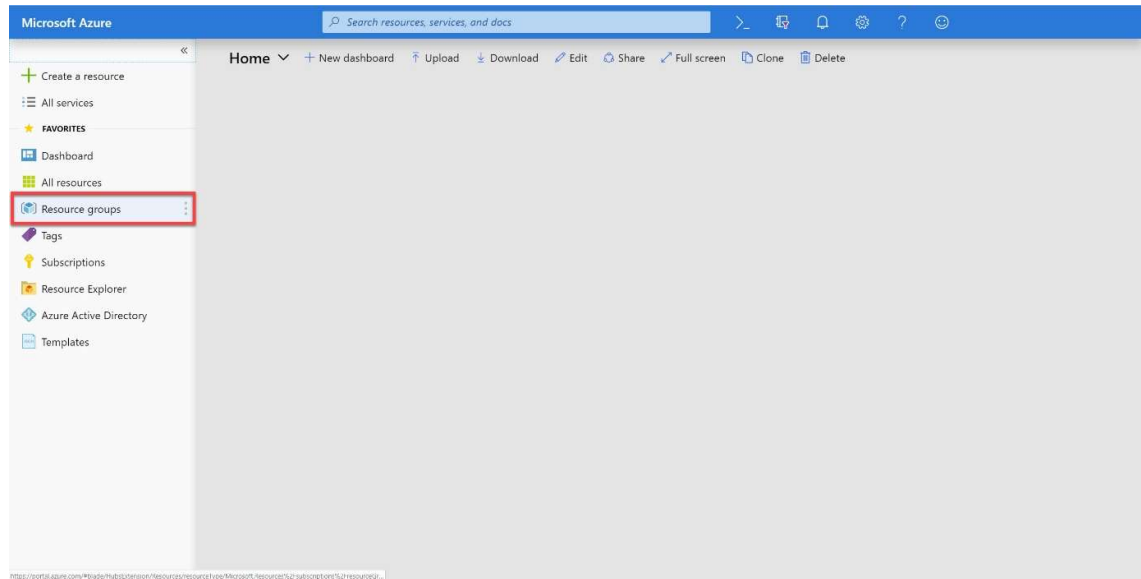 Microsoft Azure
Search resources, services, and docs
Home
New dashboard
Upload
Download
Edit
Share
Full screen
Clone
Delete
Create a resource
All services
FAVORITES
Dashboard
All resources
Resource groups
Tags
Subscriptions
Resource Explorer
Azure Active Directory
Templates